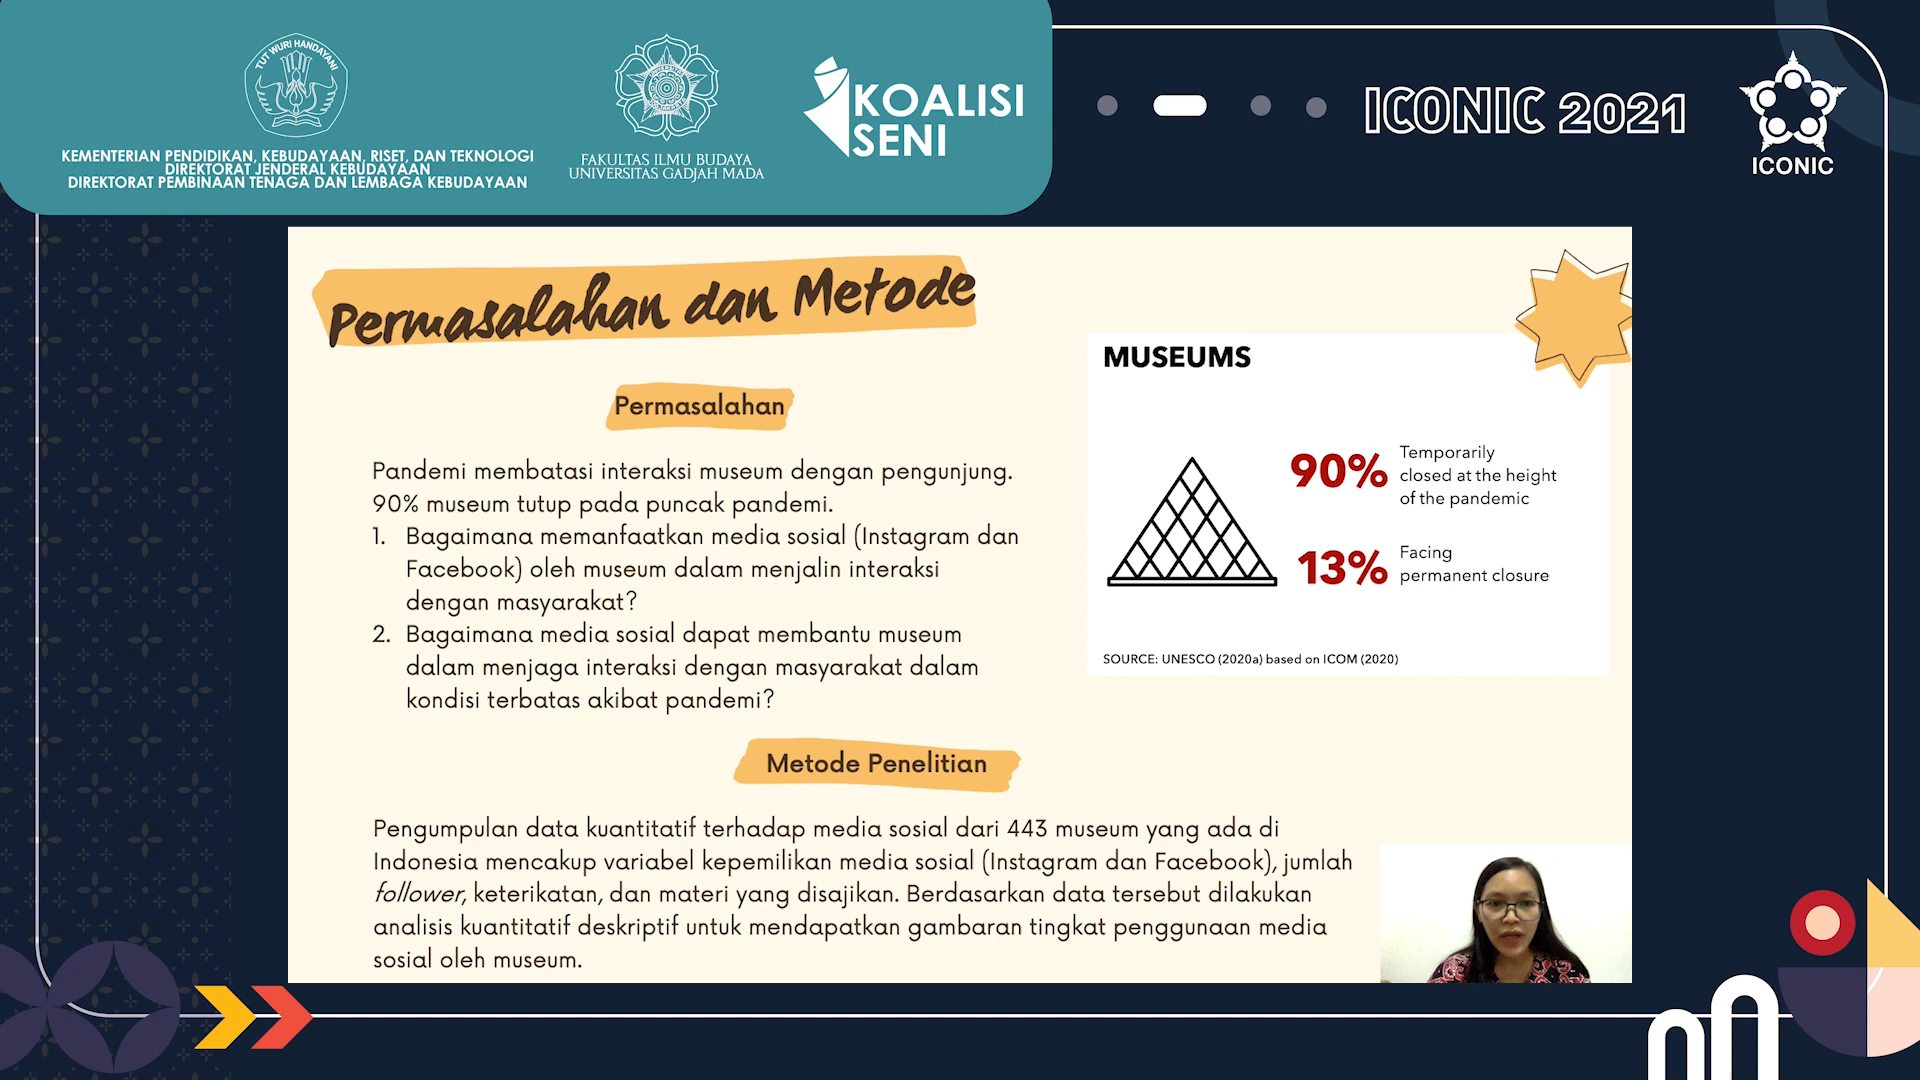 TUT WURI HANDAYANI
KEMENTERIAN PENDIDIKAN, KEBUDAYAAN, RISET, DAN TEKNOLOGI
DIREKTORAT JENDERAL KEBUDAYAAN
DIREKTORAT PEMBINAAN TENAGA DAN LEMBAGA KEBUDAYAAN
FAKULTAS ILMU BUDAYA
UNIVERSITAS GADJAH MADA
KOALISI
SENI
ICONIC 2021
ICONIC
Permasalahan dan Metode
Permasalahan
Pandemi membatasi interaksi museum dengan pengunjung.
90% museum tutup pada puncak pandemi.
1. Bagaimana memanfaatkan media sosial (Instagram dan
Facebook) oleh museum dalam menjalin interaksi
dengan masyarakat?
2. Bagaimana media sosial dapat membantu museum
dalam menjaga interaksi dengan masyarakat dalam
kondisi terbatas akibat pandemi?
MUSEUMS
90% Temporarily
closed at the height
of the pandemic
13% Facing
permanent closure
SOURCE: UNESCO (2020a) based on ICOM (2020)
Metode Penelitian
Pengumpulan data kuantitatif terhadap media sosial dari 443 museum yang ada di
Indonesia mencakup variabel kepemilikan media sosial (Instagram dan Facebook), jumlah
follower, keterikatan, dan materi yang disajikan. Berdasarkan data tersebut dilakukan
analisis kuantitatif deskriptif untuk mendapatkan gambaran tingkat penggunaan media
sosial oleh museum.